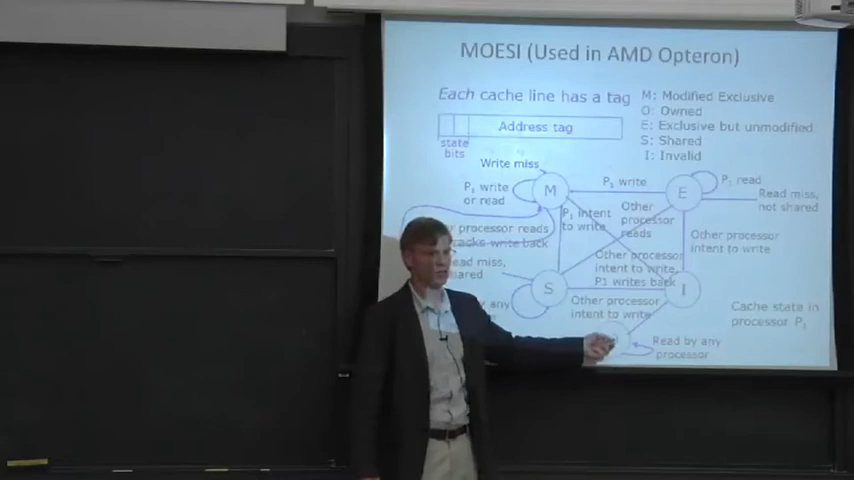 MOESI (Used in AMD Opteron)
Each cache line has a tag
M: Modified Exclusive
O: Owned
E: Exclusive but unmodified
S: Shared
I: Invalid
Address tag
state
bits
Write miss
P1 write
or read
M
P1 write
E
P1 read
Read miss,
not shared
P1 intent
to write
Other
processor
reads
processor reads
write back
Other processor
intent to write
Other processor
intent to write,
P1 writes back
read miss,
shared
S
I
any
Other processor
intent to write
Cache state in
processor P1
Read by any
processor